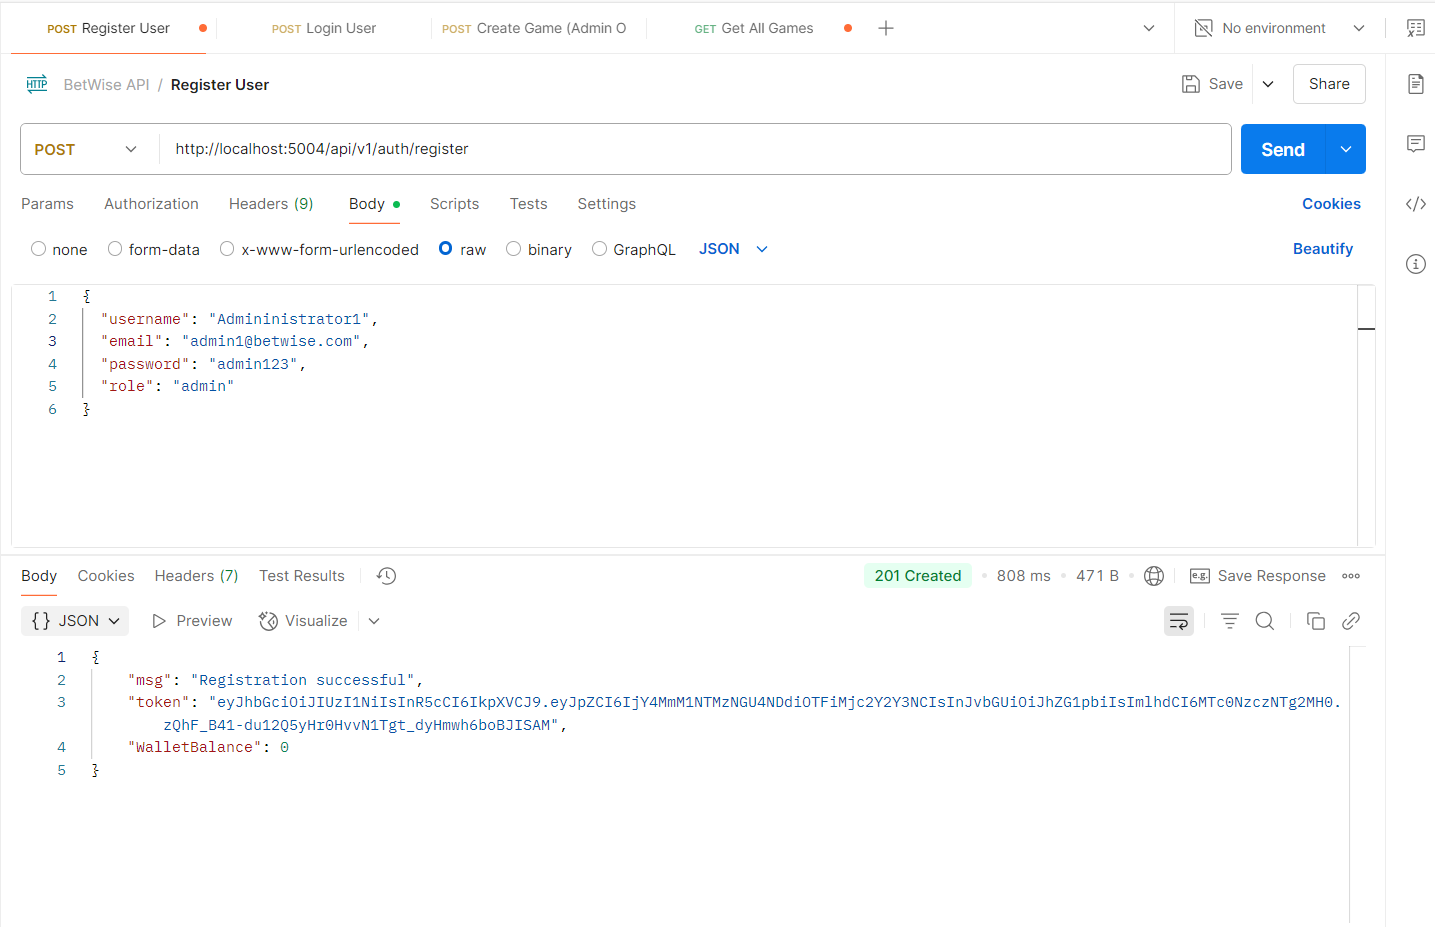 POST Register User
POST Login User
POST Create Game (Admin O
GET Get All Games
No environment
HTTP BetWise API / Register User
Save
Share
POST http://localhost:5004/api/v1/auth/register
Send
Params Authorization Headers (9) Body Scripts Tests Settings
Cookies
none form-data x-www-form-urlencoded raw binary GraphQL JSON
Beautify
1 {
2 "username": "Admininistrator1",
3 "email": "admin1@betwise.com",
4 "password": "admin123",
5 "role": "admin"
6 }
Body Cookies Headers (7) Test Results
201 Created 808 ms 471 B e.g. Save Response
{} JSON Preview Visualize
1 {
2 "msg": "Registration successful",
3 "token": "eyJhbGciOiJIUzI1NiIsInR5cCI6IkpXVCJ9.eyJpZCI6IjY4MmM1NTMzNGU4NDdiOTFiMjc2Y2Y3NCIsInJvbGUiOiJhZG1pbiIsImlhdCI6MTc0NzczNTg2MH0.
zQhF_B41-du12Q5yHr0HvvN1Tgt_dyHmwh6boBJISAM",
4 "WalletBalance": 0
5 }